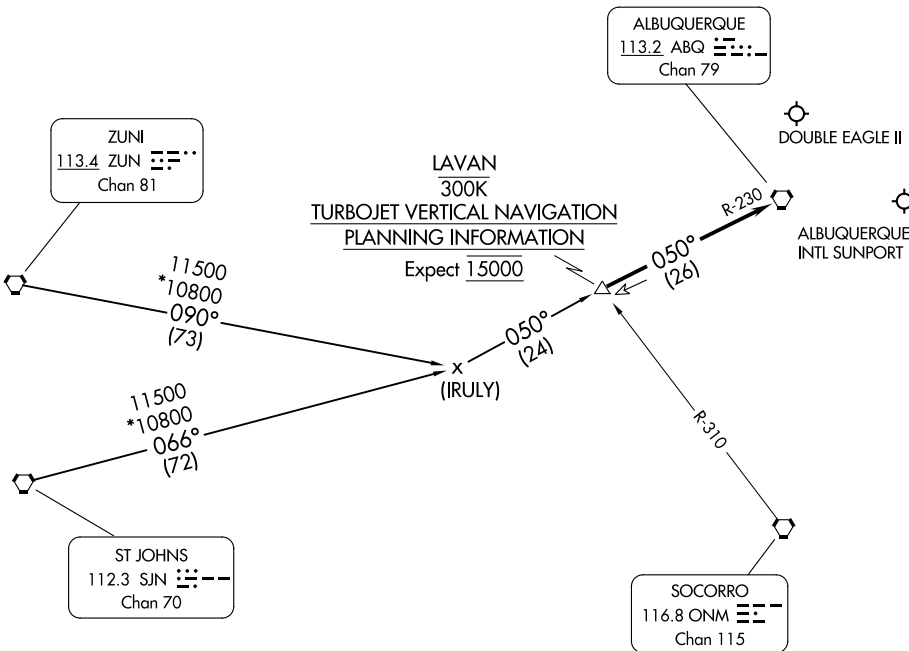 ALBUQUERQUE
113.2 ABQ
Chan 79
DOUBLE EAGLE II
ZUNI
113.4 ZUN
Chan 81
LAVAN
300K
TURBOJET VERTICAL NAVIGATION
PLANNING INFORMATION
Expect 15000
R-230
ALBUQUERQUE
INTL SUNPORT
050°
(26)
11500
*10800
090°
(73)
050°
(24)
X
(IRULY)
11500
*10800
066°
(72)
R-310
ST JOHNS
112.3 SJN
Chan 70
SOCORRO
116.8 ONM
Chan 115